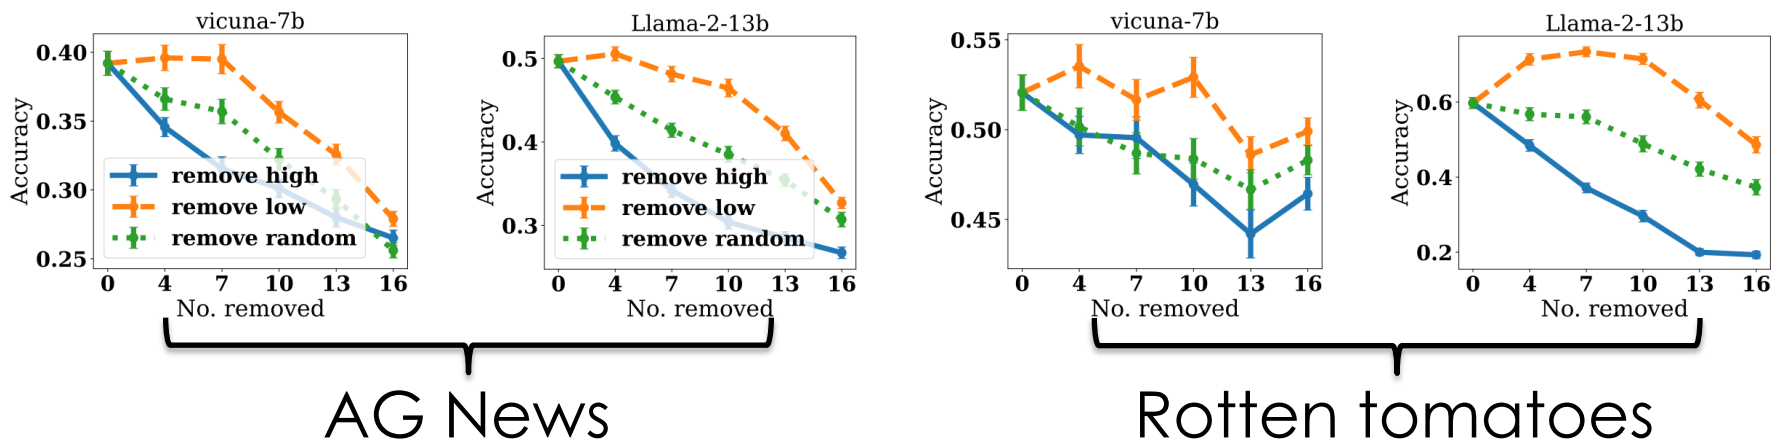 vicuna-7b
Accuracy
0.40
0.35
0.30
0.25
remove high
remove low
remove random
0 4 7 10 13 16
No. removed
Llama-2-13b
Accuracy
0.5
0.4
0.3
remove high
remove low
remove random
0 4 7 10 13 16
No. removed
AG News
vicuna-7b
Accuracy
0.55
0.50
0.45
0 4 7 10 13 16
No. removed
Llama-2-13b
Accuracy
0.6
0.4
0.2
0 4 7 10 13 16
No. removed
Rotten tomatoes